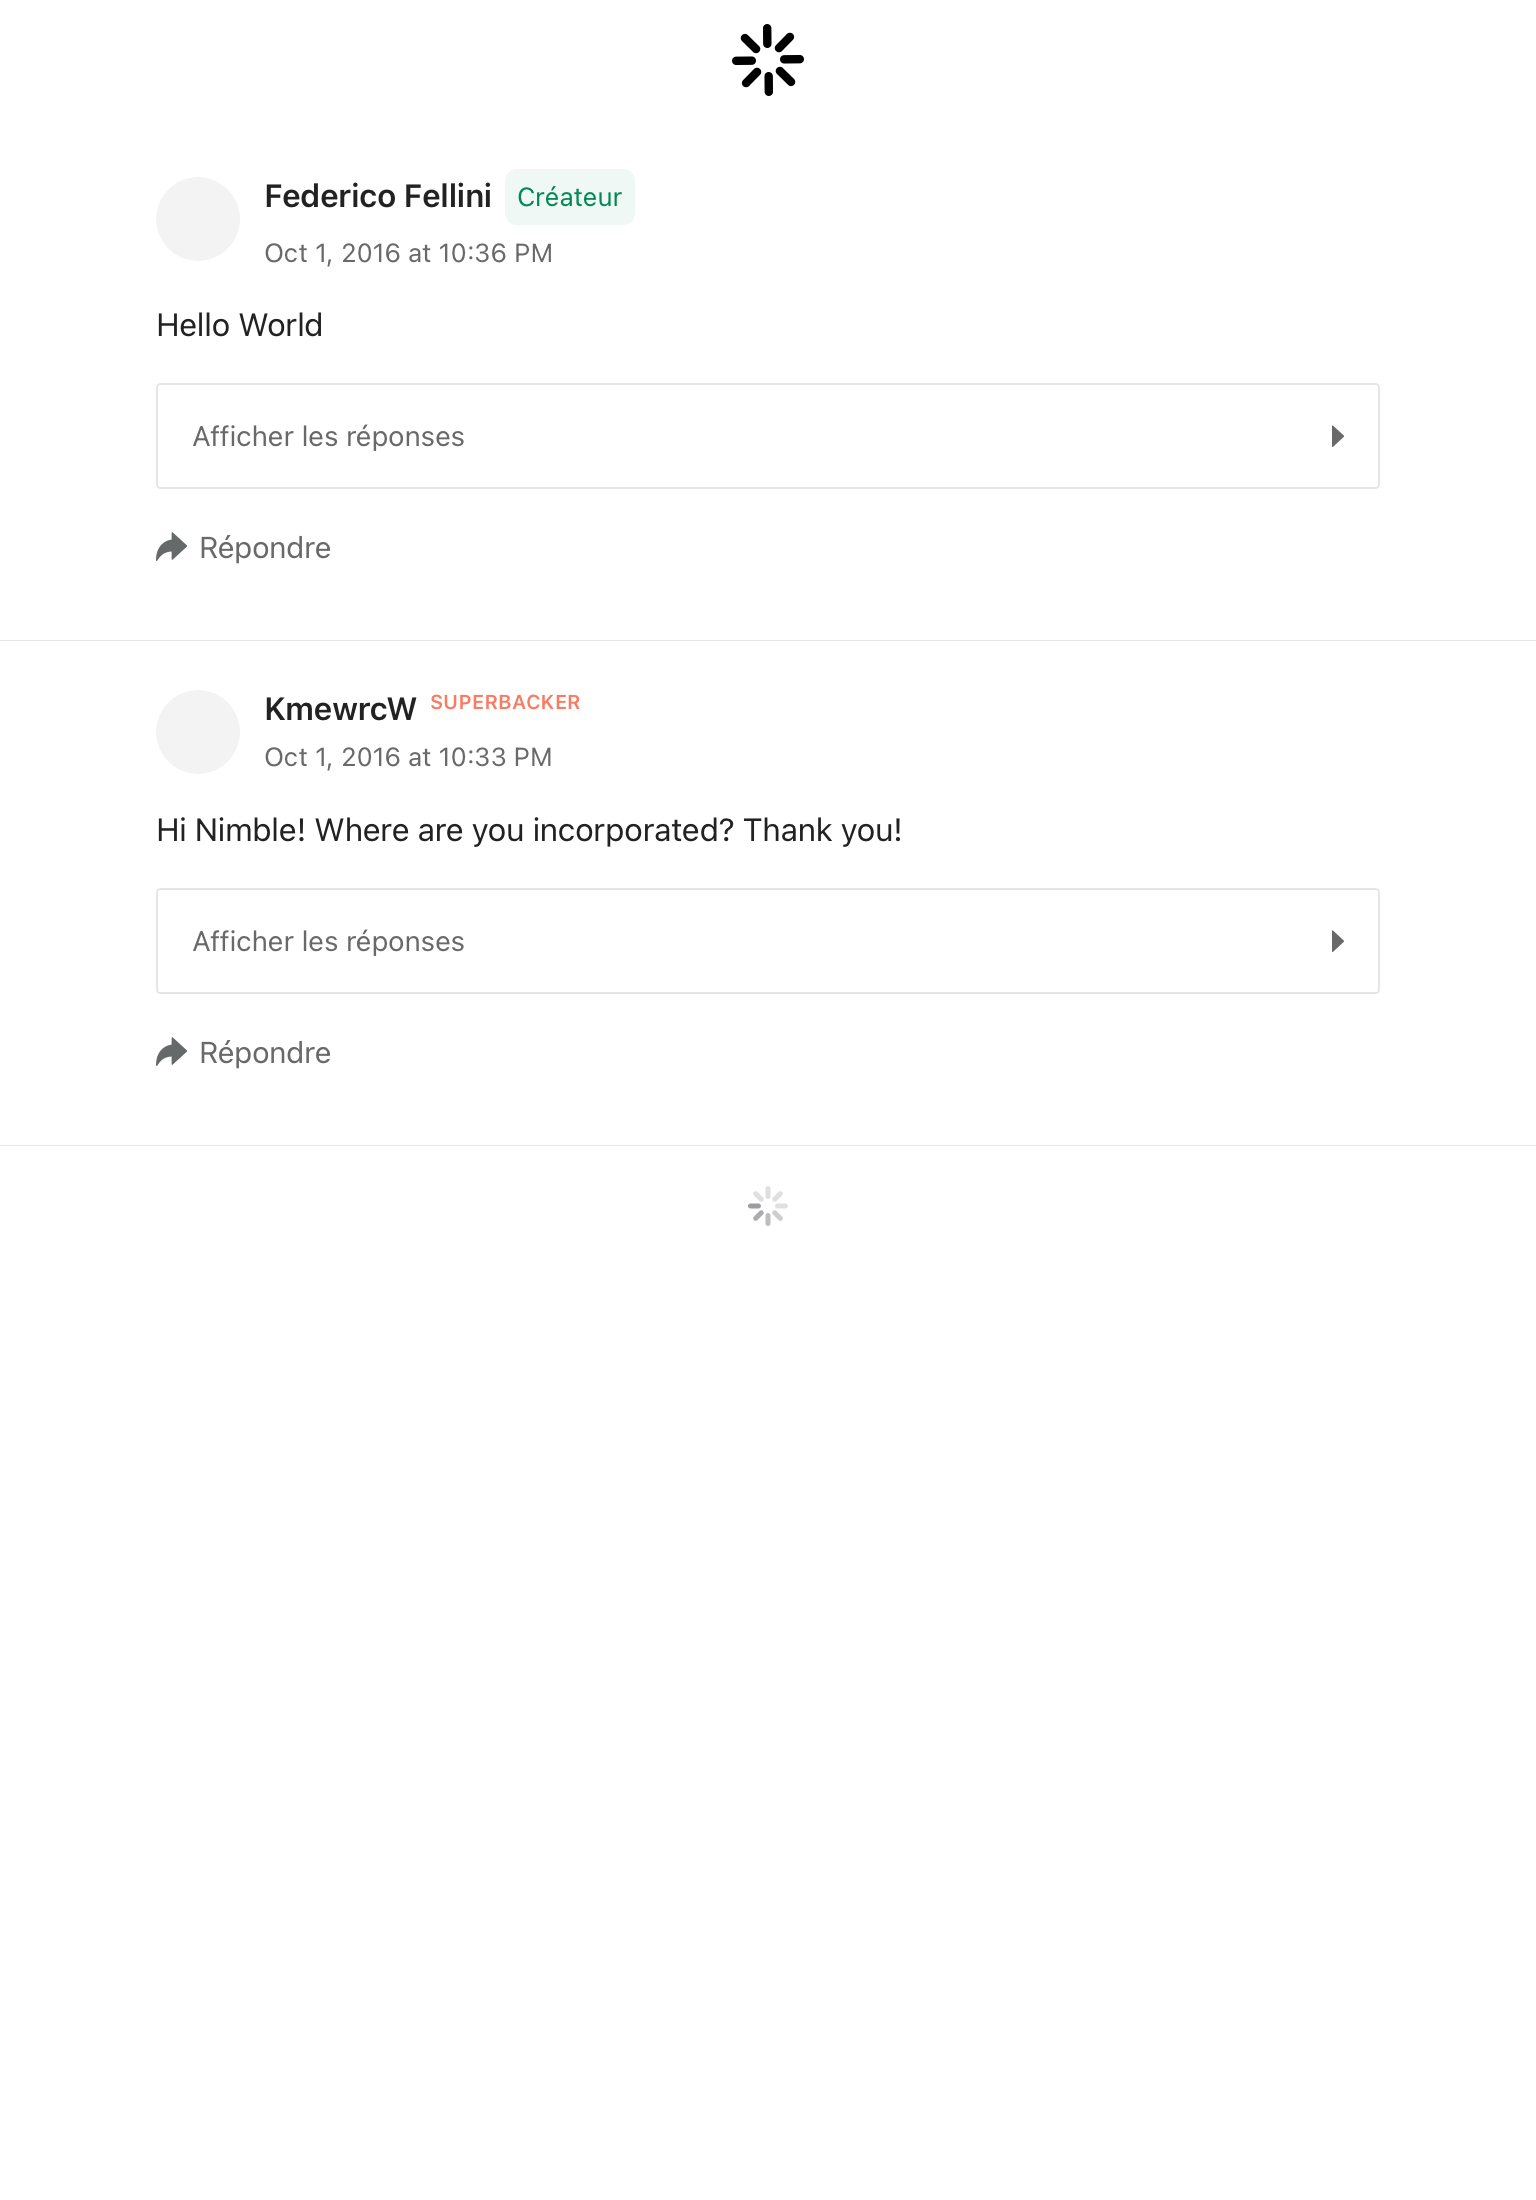 Federico Fellini Créateur
Oct 1, 2016 at 10:36 PM
Hello World
Afficher les réponses
Répondre
KmewrcW SUPERBACKER
Oct 1, 2016 at 10:33 PM
Hi Nimble! Where are you incorporated? Thank you!
Afficher les réponses
Répondre